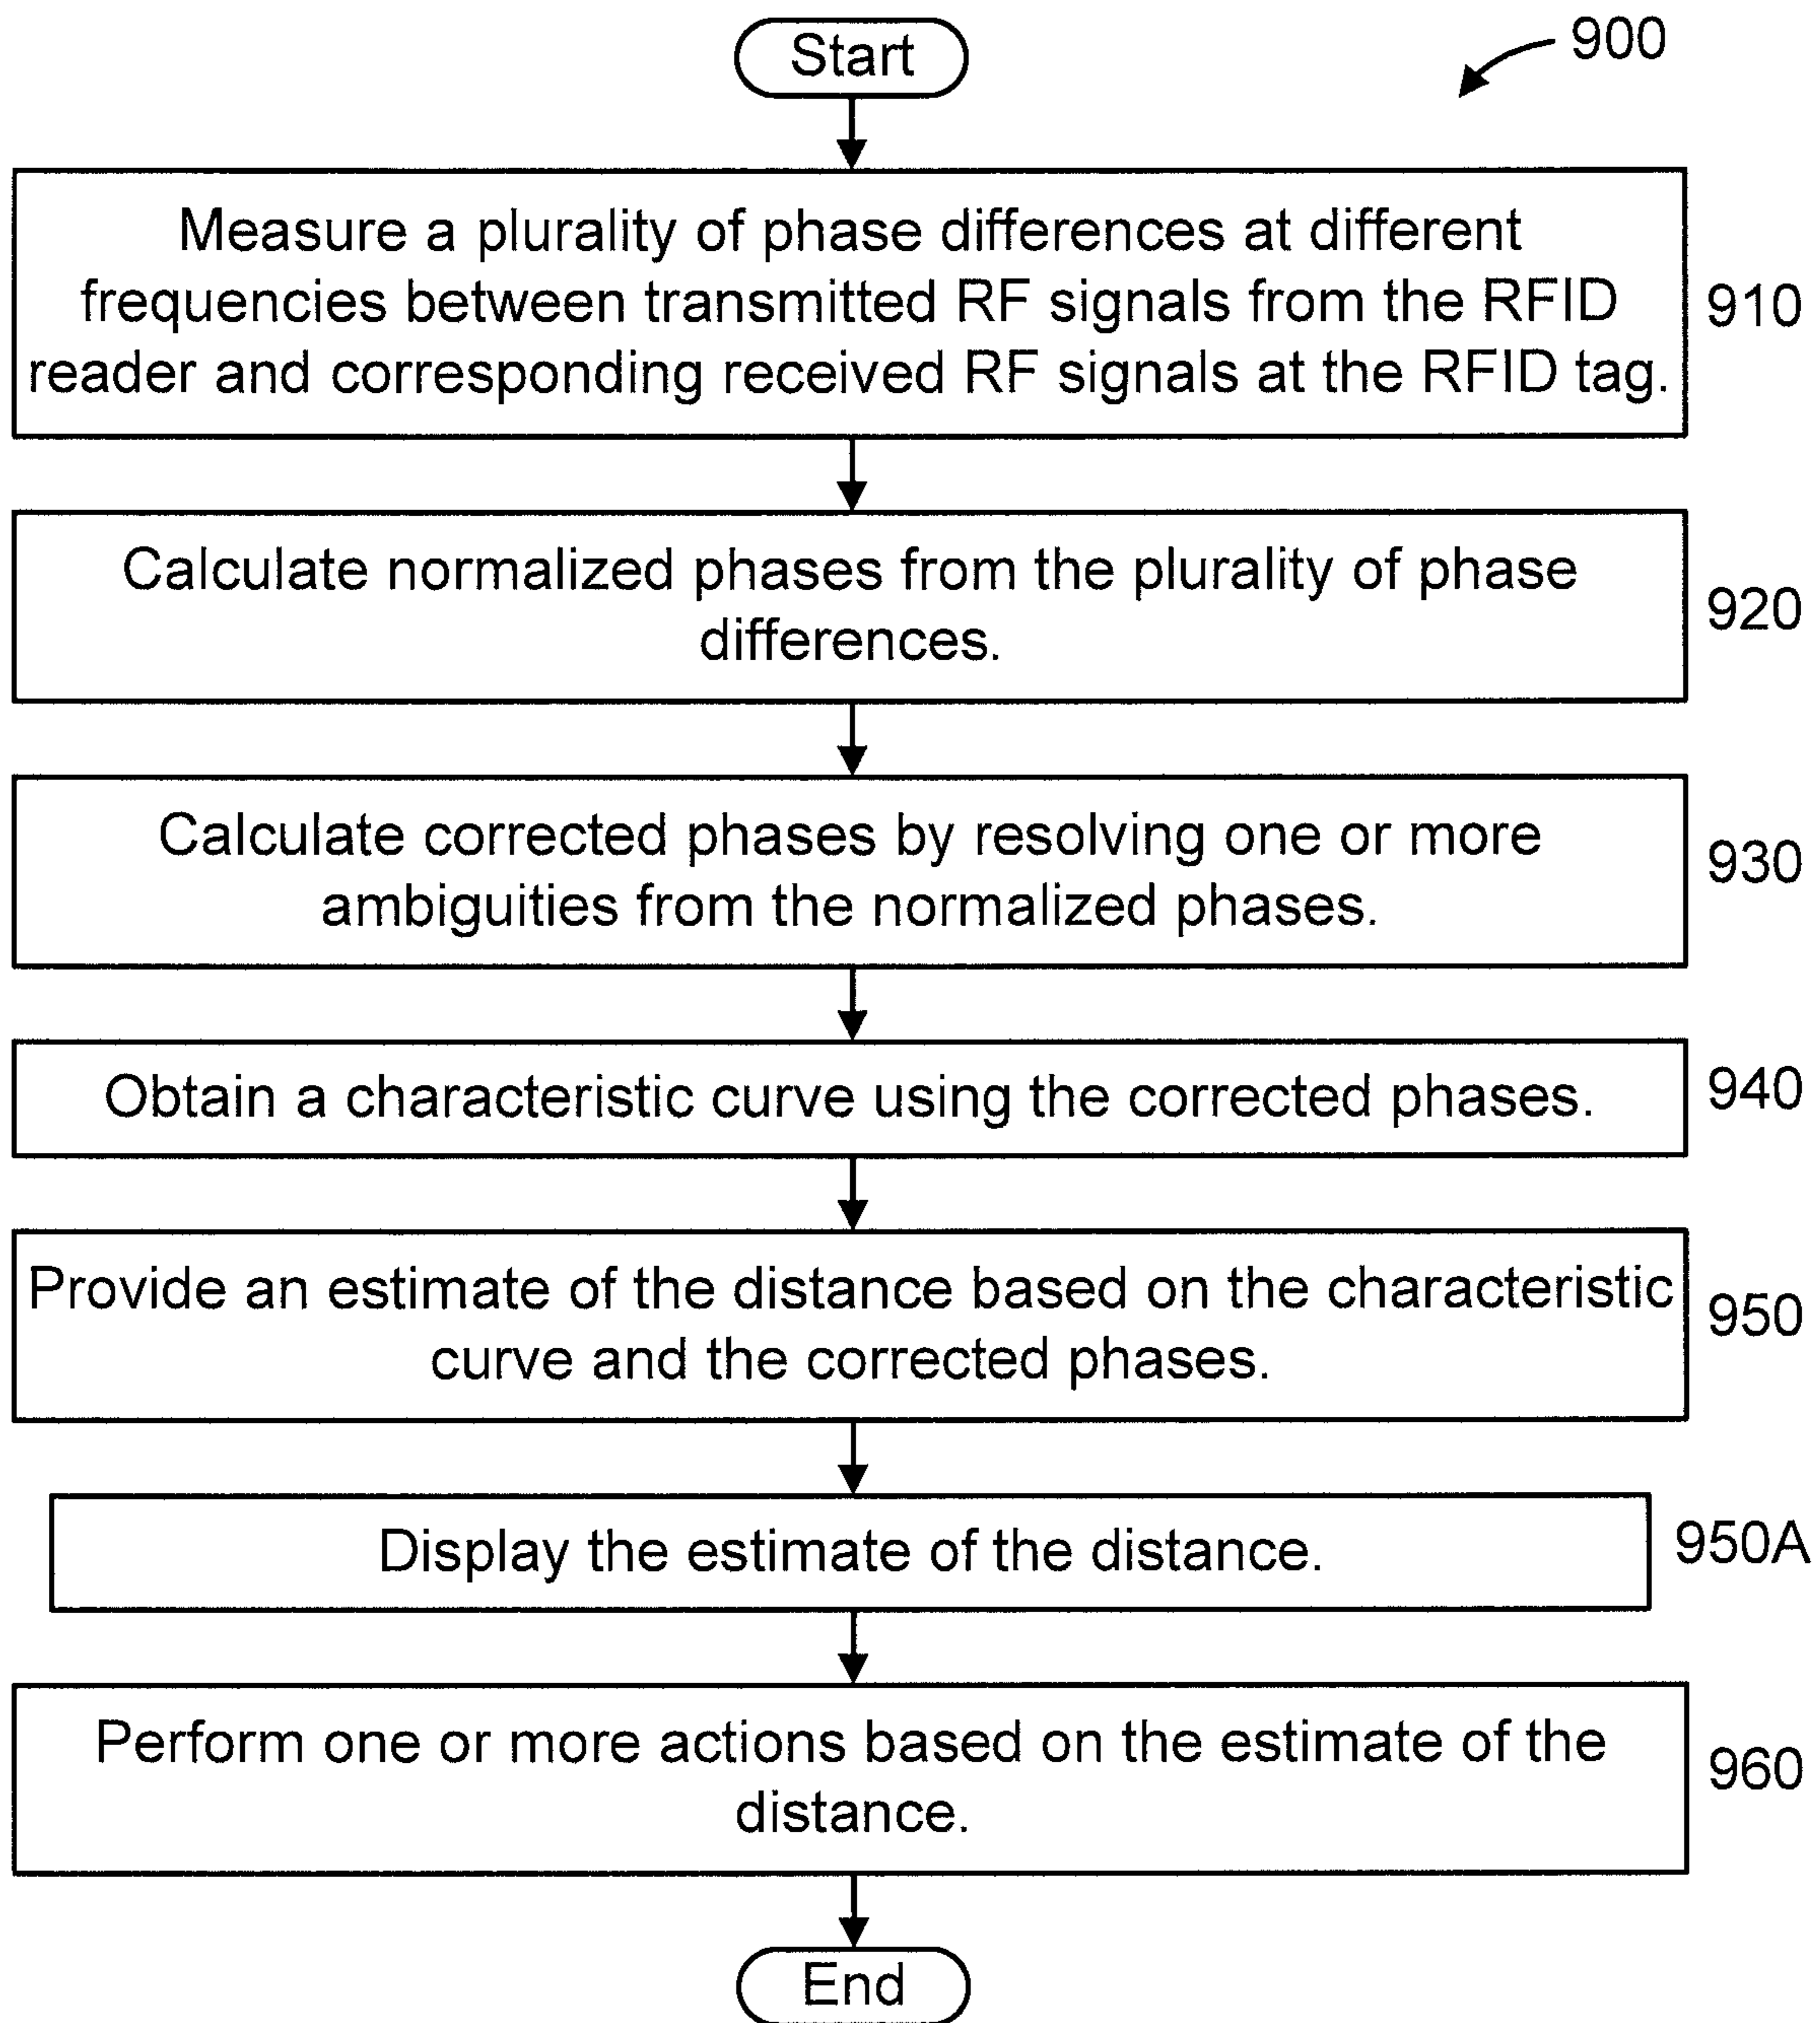 Start
900
Measure a plurality of phase differences at different
frequencies between transmitted RF signals from the RFID
reader and corresponding received RF signals at the RFID tag.
910
Calculate normalized phases from the plurality of phase
differences.
920
Calculate corrected phases by resolving one or more
ambiguities from the normalized phases.
930
Obtain a characteristic curve using the corrected phases.
940
Provide an estimate of the distance based on the characteristic
curve and the corrected phases.
950
Display the estimate of the distance.
950A
Perform one or more actions based on the estimate of the
distance.
960
End